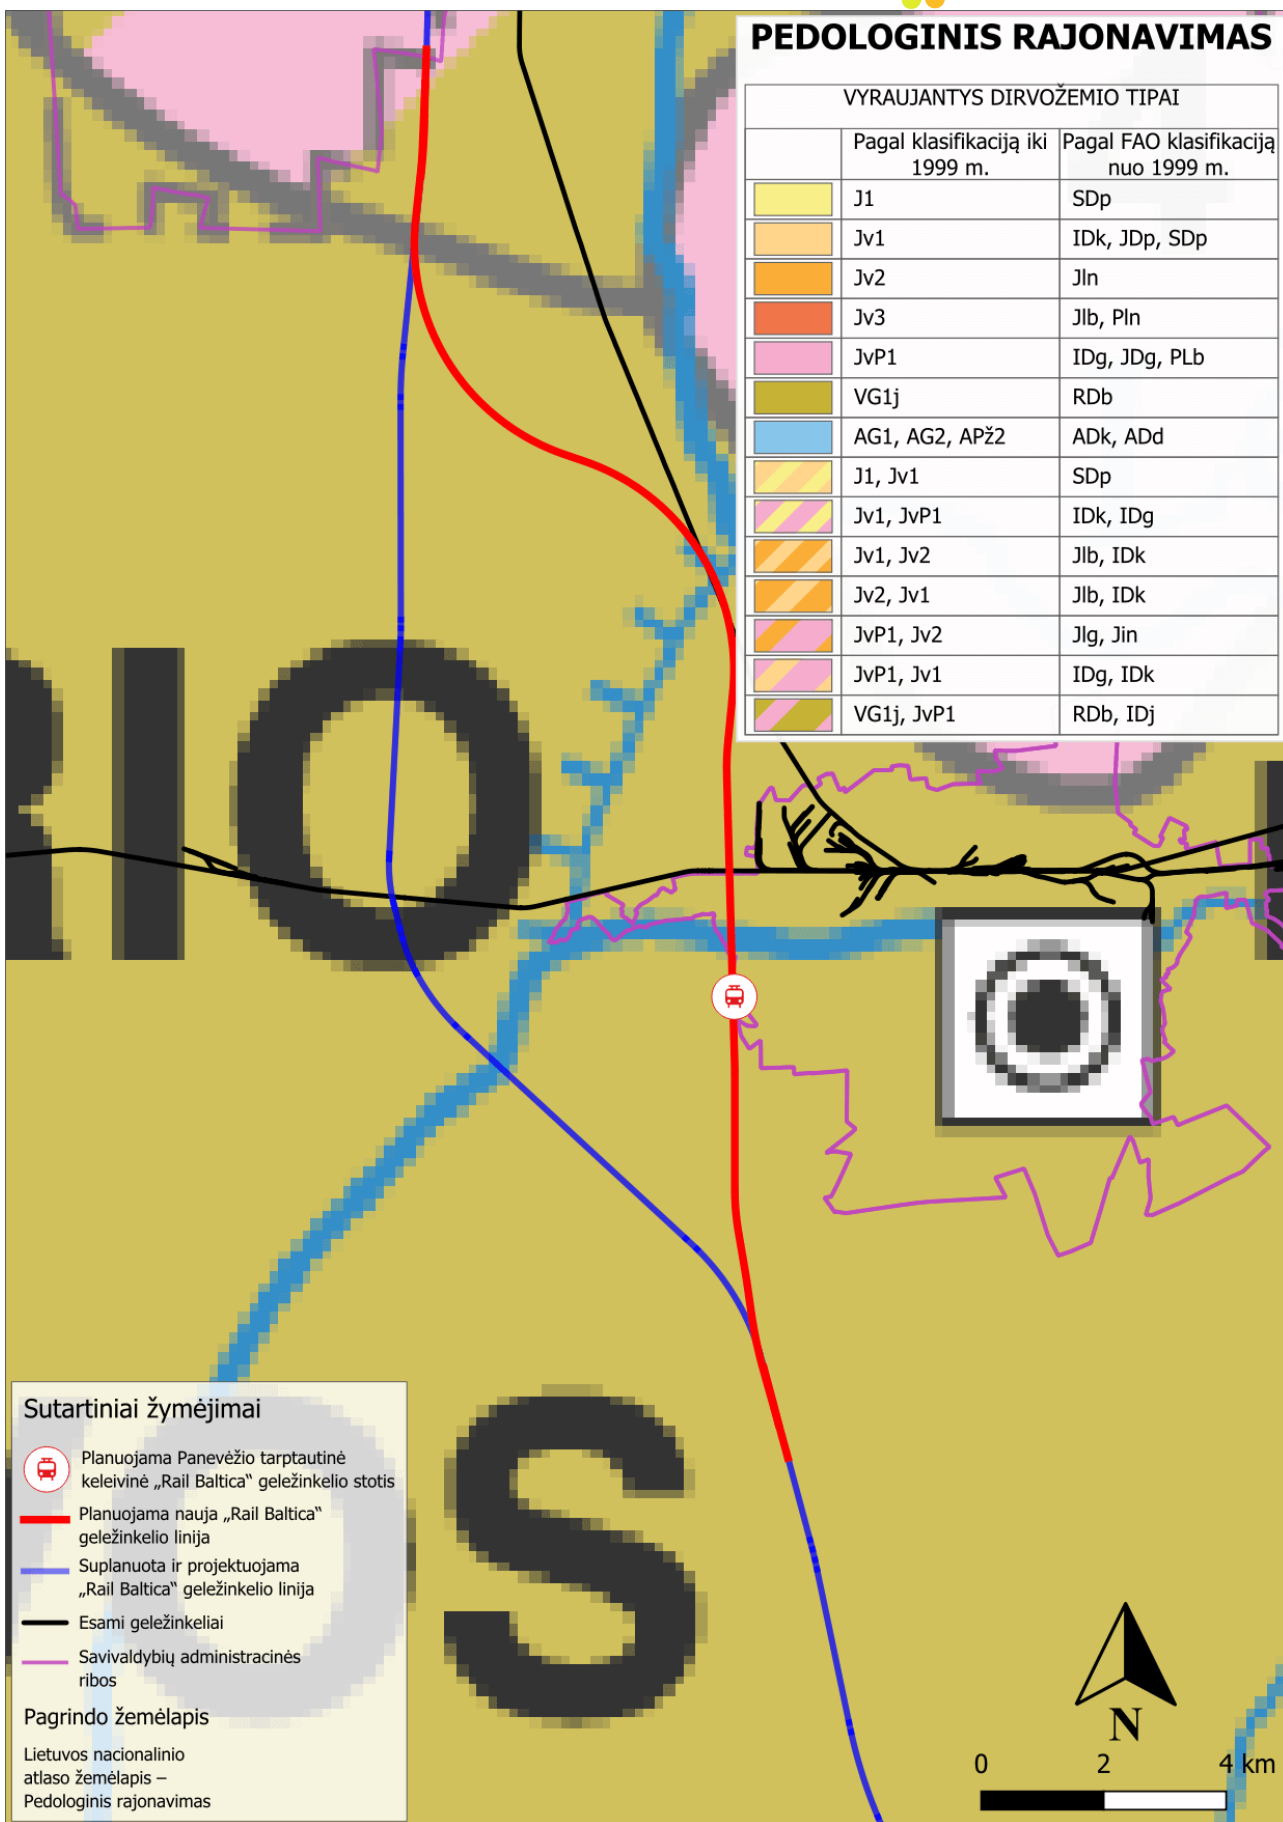 PEDOLOGINIS RAJONAVIMAS
VYRAUJANTYS DIRVOŽEMIO TIPAI
Pagal klasifikaciją iki 1999 m.
Pagal FAO klasifikaciją nuo 1999 m.
J1 SDp
Jv1 IDk, JDp, SDp
Jv2 Jln
Jv3 Jlb, Pln
JvP1 IDg, JDg, PLb
VG1j RDb
AG1, AG2, APž2 ADk, ADd
J1, Jv1 SDp
Jv1, JvP1 IDk, IDg
Jv1, Jv2 Jlb, IDk
Jv2, Jv1 Jlb, IDk
JvP1, Jv2 Jlg, Jin
JvP1, Jv1 IDg, IDk
VG1j, JvP1 RDb, IDj
RIO
OS
Sutartiniai žymėjimai
Planuojama Panevėžio tarptautinė
keleivinė „Rail Baltica“ geležinkelio stotis
Planuojama nauja „Rail Baltica“
geležinkelio linija
Suplanuota ir projektuojama
„Rail Baltica“ geležinkelio linija
Esami geležinkeliai
Savivaldybių administracinės
ribos
Pagrindo žemėlapis
Lietuvos nacionalinio
atlaso žemėlapis –
Pedologinis rajonavimas
N
0 2 4 km